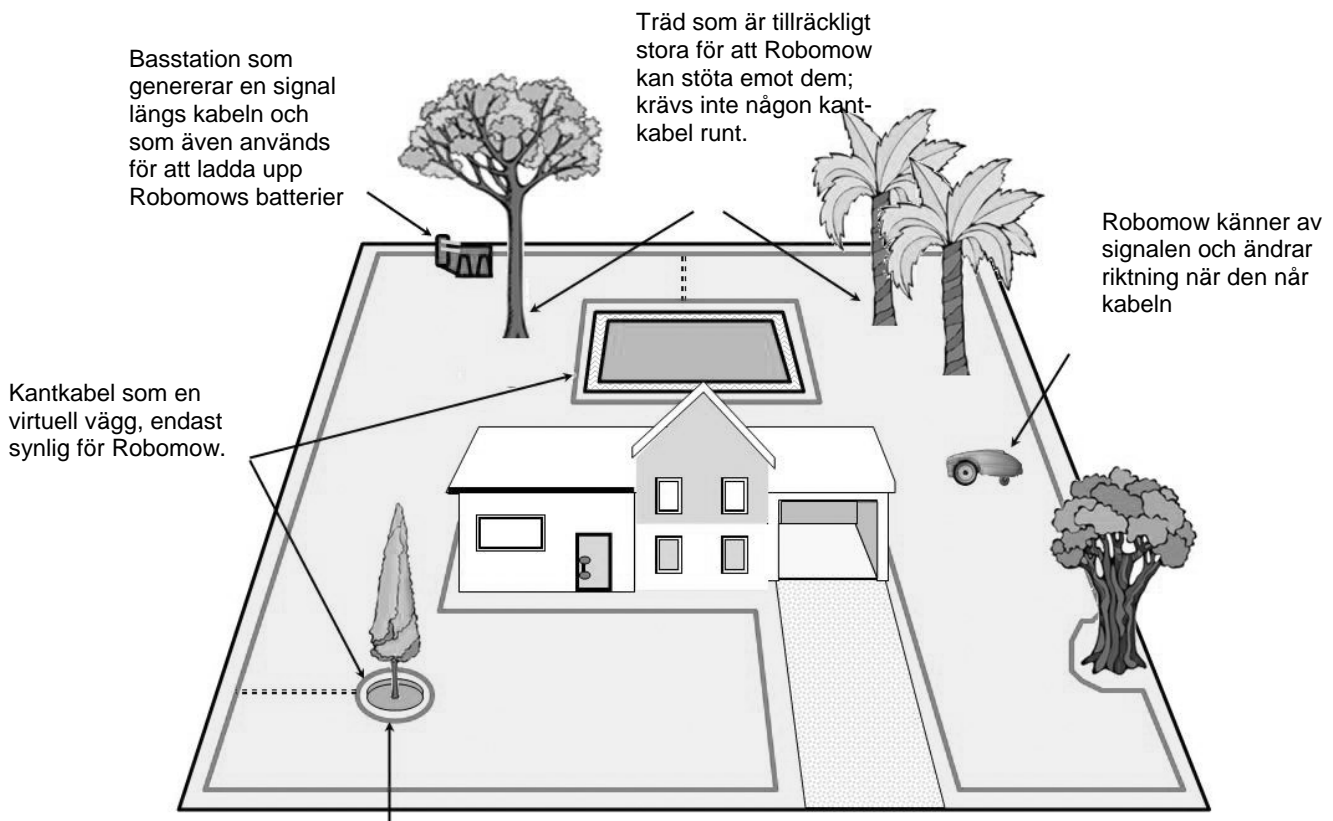 Basstation som
genererar en signal
längs kabeln och
som även används
för att ladda upp
Robomows batterier
Träd som är tillräckligt
stora för att Robomow
kan stöta emot dem;
krävs inte någon kant-
kabel runt.
Robomow känner av
signalen och ändrar
riktning när den når
kabeln
Kantkabel som en
virtuell vägg, endast
synlig för Robomow.